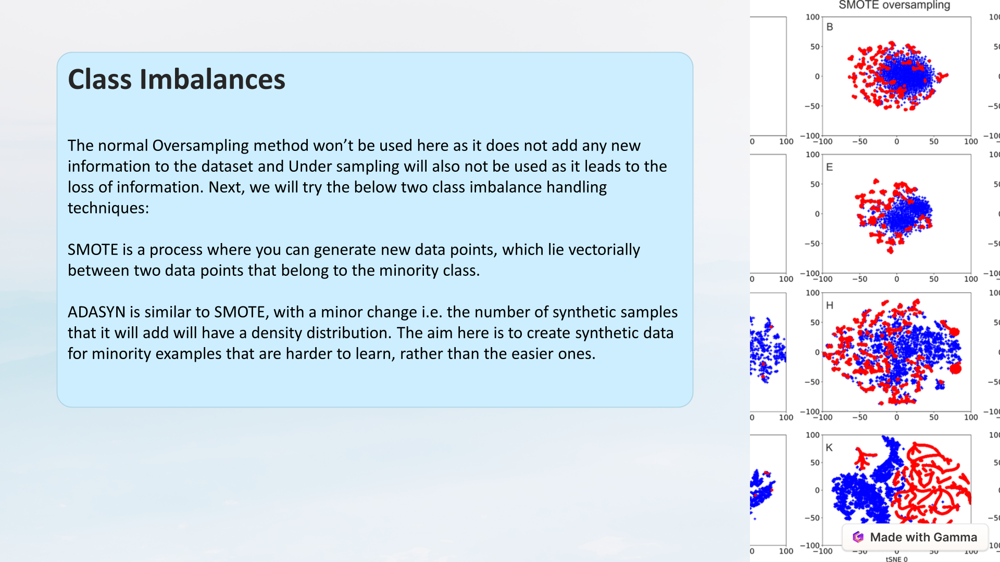 Class Imbalances
The normal Oversampling method won’t be used here as it does not add any new
information to the dataset and Under sampling will also not be used as it leads to the
loss of information. Next, we will try the below two class imbalance handling
techniques:
SMOTE is a process where you can generate new data points, which lie vectorially
between two data points that belong to the minority class.
ADASYN is similar to SMOTE, with a minor change i.e. the number of synthetic samples
that it will add will have a density distribution. The aim here is to create synthetic data
for minority examples that are harder to learn, rather than the easier ones.
SMOTE oversampling
100
B
50
0
−50
−100
0 100 −100 −50 0 50 100
100
E
50
0
−50
−100
0 100 −100 −50 0 50 100
100
H
50
0
−50
−100
0 100 −100 −50 0 50 100
100
K
50
0
−50
−100
0 100 −100 −50 0 50 100
tSNE 0
Made with Gamma